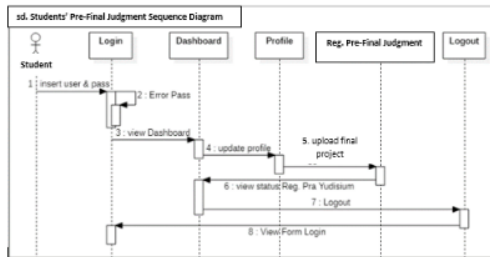 sd. Students' Pre-Final Judgment Sequence Diagram
Login
Dashboard
Profile
Reg. Pre-Final Judgment
Logout
Student
1 : insert user & pass
2 : Error Pass
3 : view Dashboard
4 : update profile
5. upload final
project
6 : view status Reg. Pra Yudisium
7 : Logout
8 : View Form Login